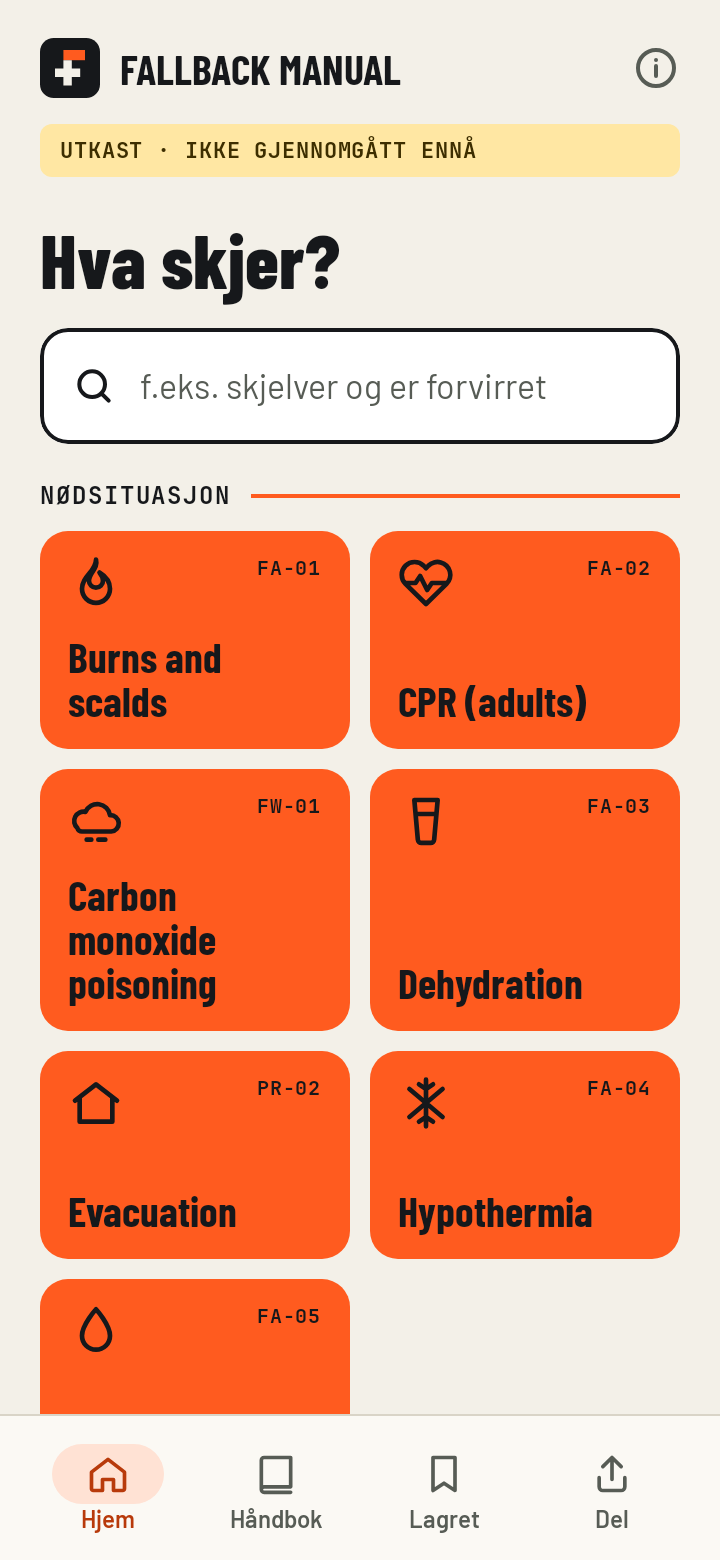 FALLBACK MANUAL
UTKAST · IKKE GJENNOMGÅTT ENNÅ
Hva skjer?
f.eks. skjelver og er forvirret
NØDSITUASJON
FA-01
Burns and
scalds
FA-02
CPR (adults)
FW-01
Carbon
monoxide
poisoning
FA-03
Dehydration
PR-02
Evacuation
FA-04
Hypothermia
FA-05
Hjem
Håndbok
Lagret
Del